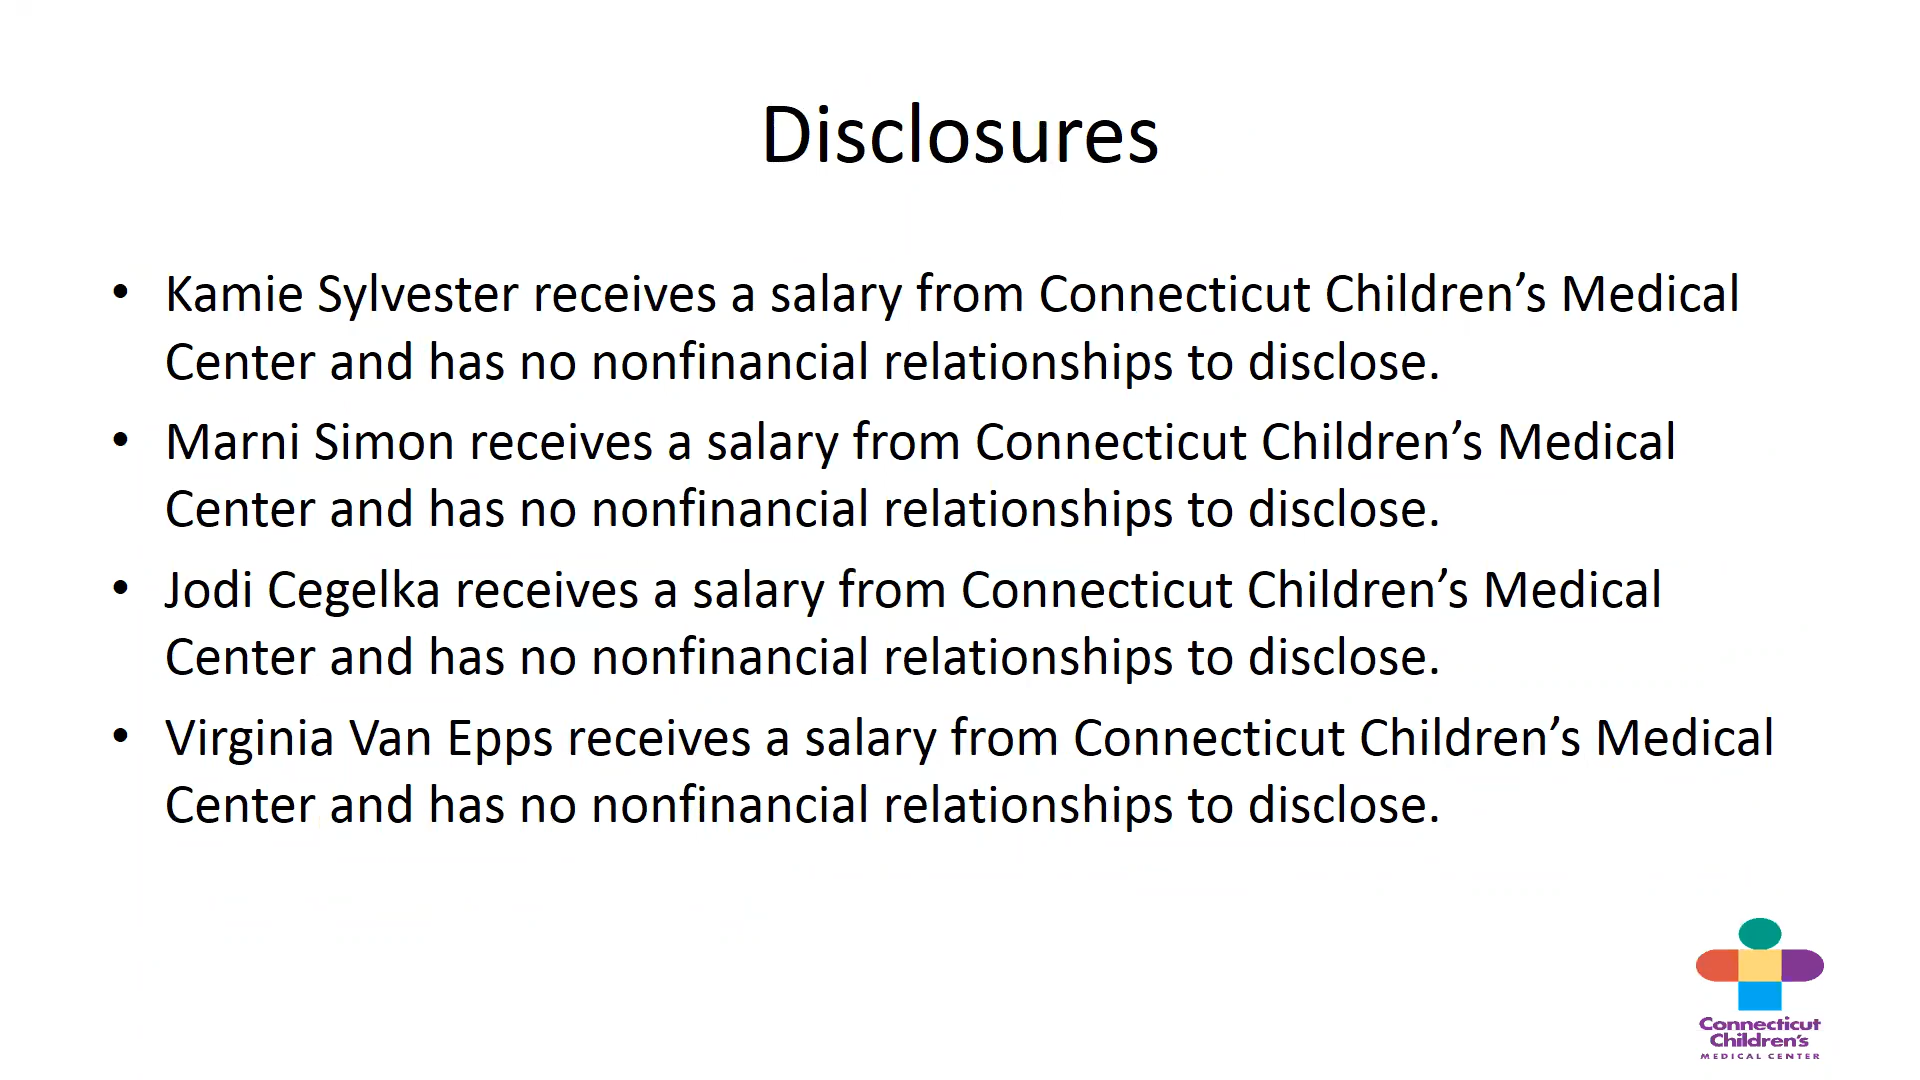 Disclosures
• Kamie Sylvester receives a salary from Connecticut Children’s Medical
Center and has no nonfinancial relationships to disclose.
• Marni Simon receives a salary from Connecticut Children’s Medical
Center and has no nonfinancial relationships to disclose.
• Jodi Cegelka receives a salary from Connecticut Children’s Medical
Center and has no nonfinancial relationships to disclose.
• Virginia Van Epps receives a salary from Connecticut Children’s Medical
Center and has no nonfinancial relationships to disclose.
Connecticut
Children's
MEDICAL CENTER